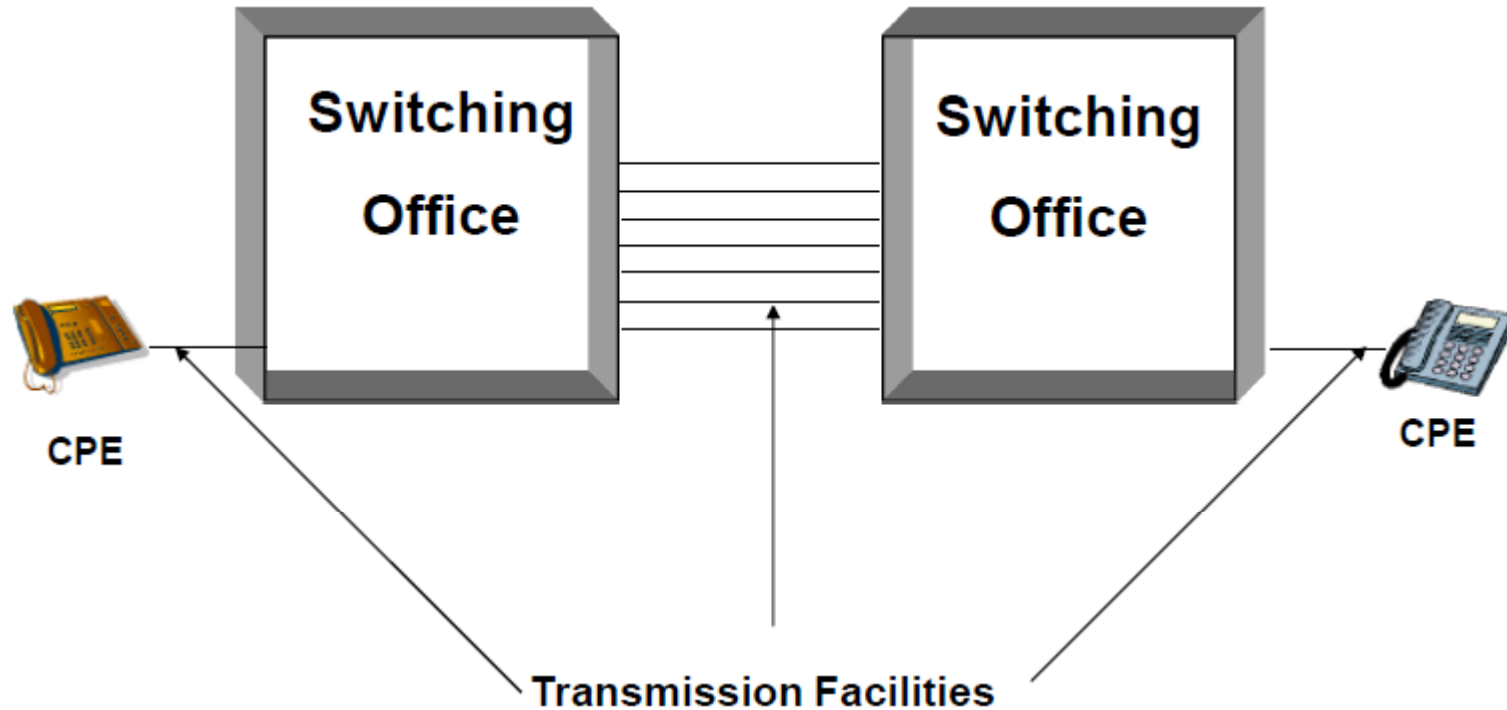 Switching
Office
Switching
Office
CPE
CPE
Transmission Facilities